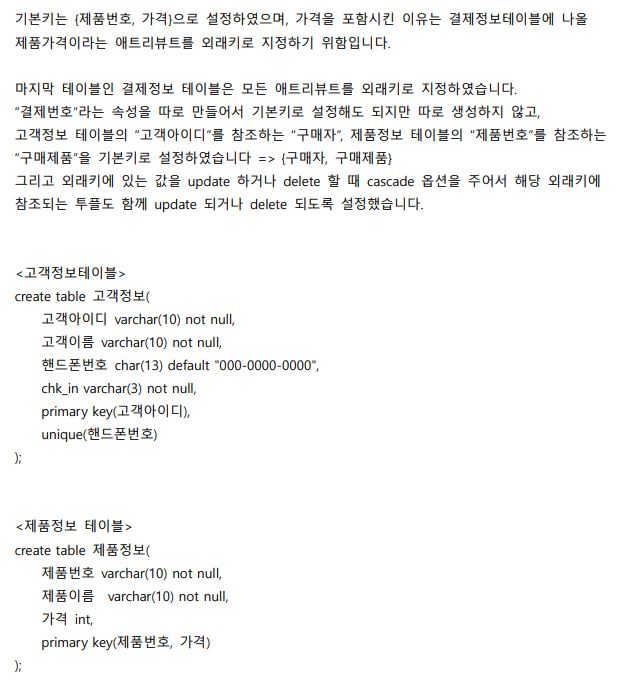 기본키는 {제품번호, 가격}으로 설정하였으며, 가격을 포함시킨 이유는 결제정보테이블에 나올
제품가격이라는 애트리뷰트를 외래키로 지정하기 위함입니다.
마지막 테이블인 결제정보 테이블은 모든 애트리뷰트를 외래키로 지정하였습니다.
"결제번호"라는 속성을 따로 만들어서 기본키로 설정해도 되지만 따로 생성하지 않고,
고객정보 테이블의 "고객아이디"를 참조하는 "구매자", 제품정보 테이블의 "제품번호"를 참조하는
"구매제품"을 기본키로 설정하였습니다 => {구매자, 구매제품}
그리고 외래키에 있는 값을 update 하거나 delete 할 때 cascade 옵션을 주어서 해당 외래키에
참조되는 투플도 함께 update 되거나 delete 되도록 설정했습니다.
<고객정보테이블>
create table 고객정보(
고객아이디 varchar(10) not null,
고객이름 varchar(10) not null,
핸드폰번호 char(13) default "000-0000-0000",
chk_in varchar(3) not null,
primary key(고객아이디),
unique(핸드폰번호)
);
<제품정보 테이블>
create table 제품정보(
제품번호 varchar(10) not null,
제품이름 varchar(10) not null,
가격 int,
primary key(제품번호, 가격)
);